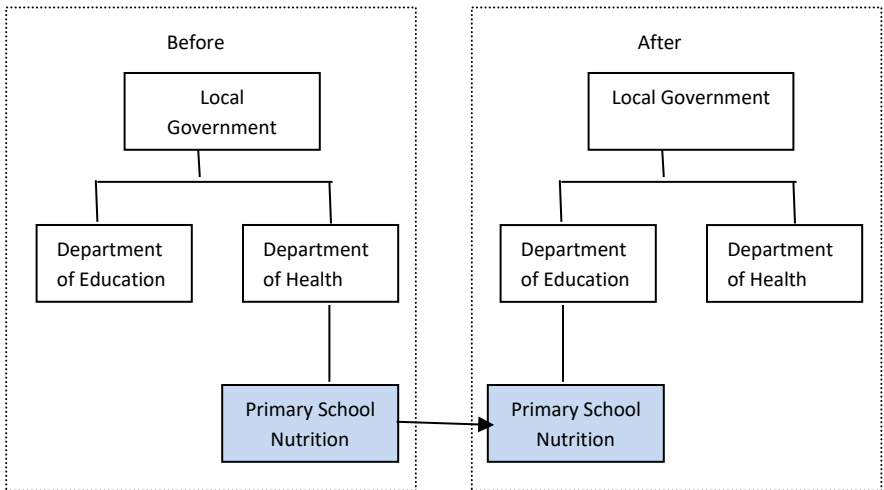 Before
Local
Government
Department
of Education
Department
of Health
Primary School
Nutrition
After
Local Government
Department
of Education
Department
of Health
Primary School
Nutrition